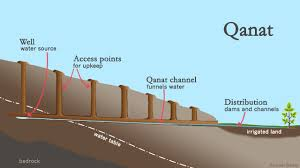 Qanat
Well
water source
Access points
for upkeep
Qanat channel
funnels water
Distribution
dams and channels
irrigated land
water table
bedrock